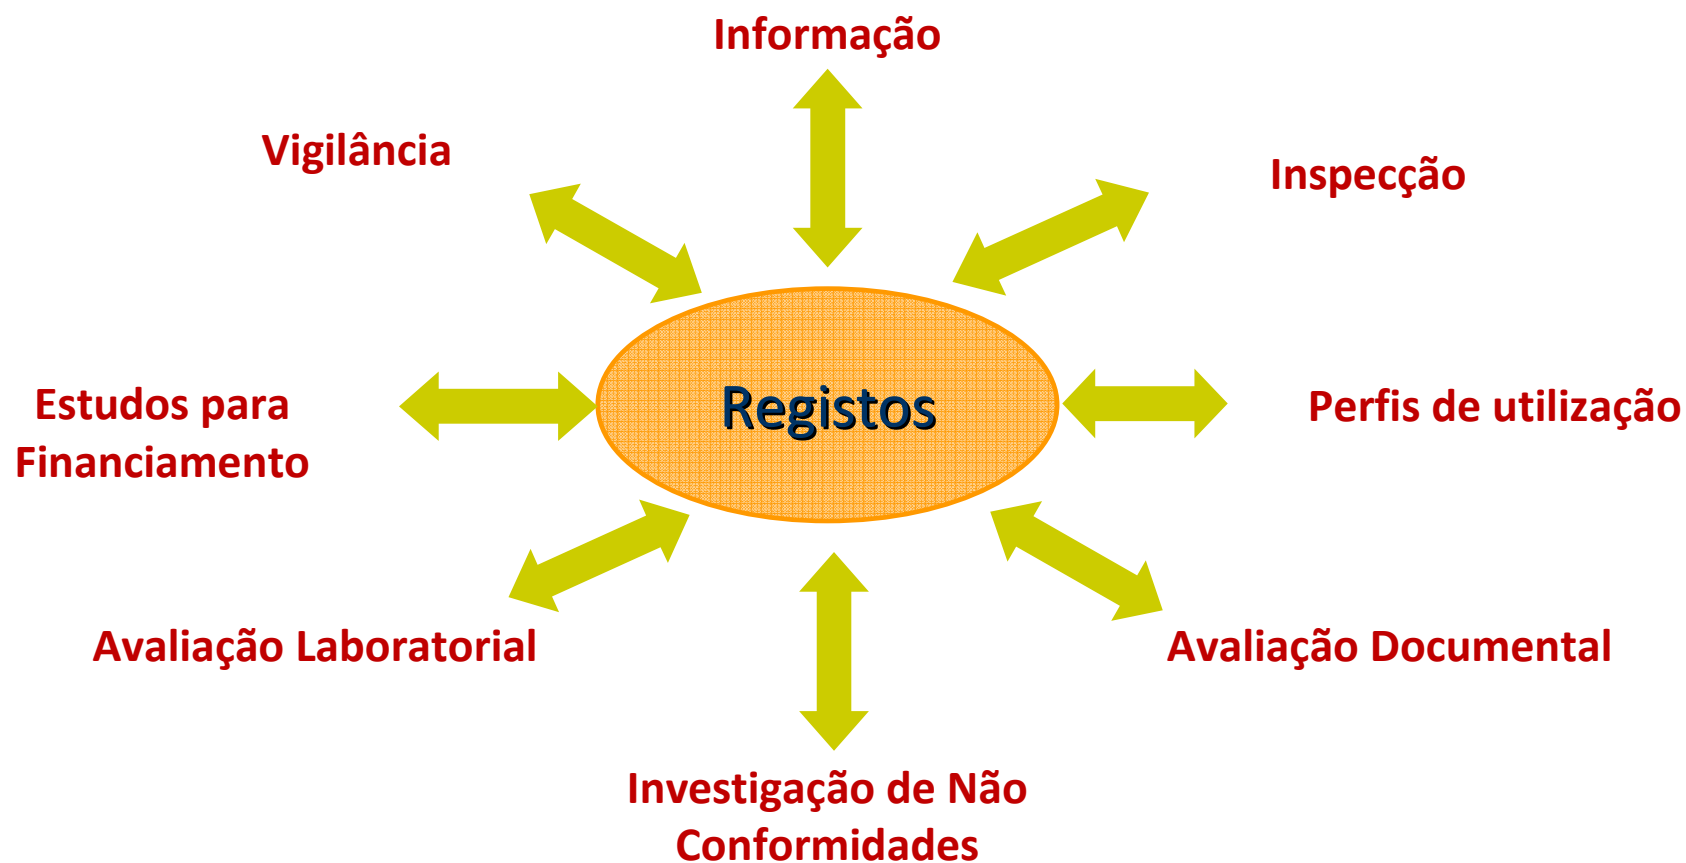 Informação
Vigilância
Inspecção
Estudos para
Financiamento
Registos
Perfis de utilização
Avaliação Laboratorial
Avaliação Documental
Investigação de Não
Conformidades